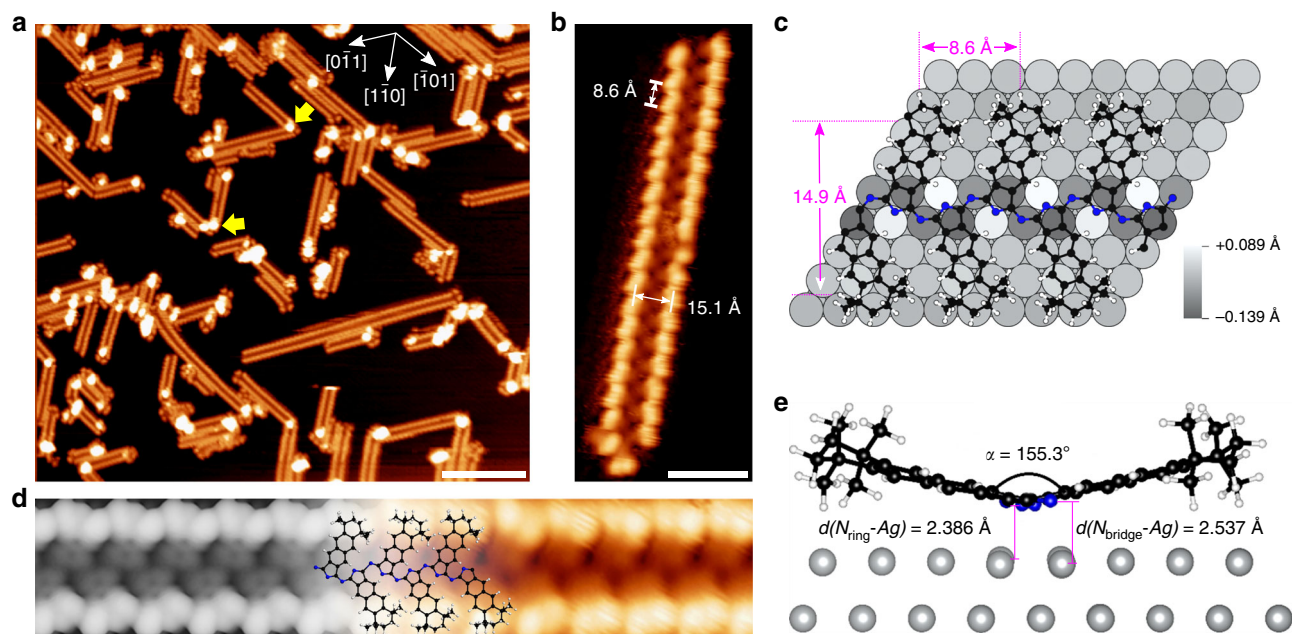 a
[01̄1]
[11̄0]
[1̄01]
b
8.6 Å
15.1 Å
c
8.6 Å
14.9 Å
+0.089 Å
−0.139 Å
d
e
α = 155.3°
d(Nring-Ag) = 2.386 Å
d(Nbridge-Ag) = 2.537 Å